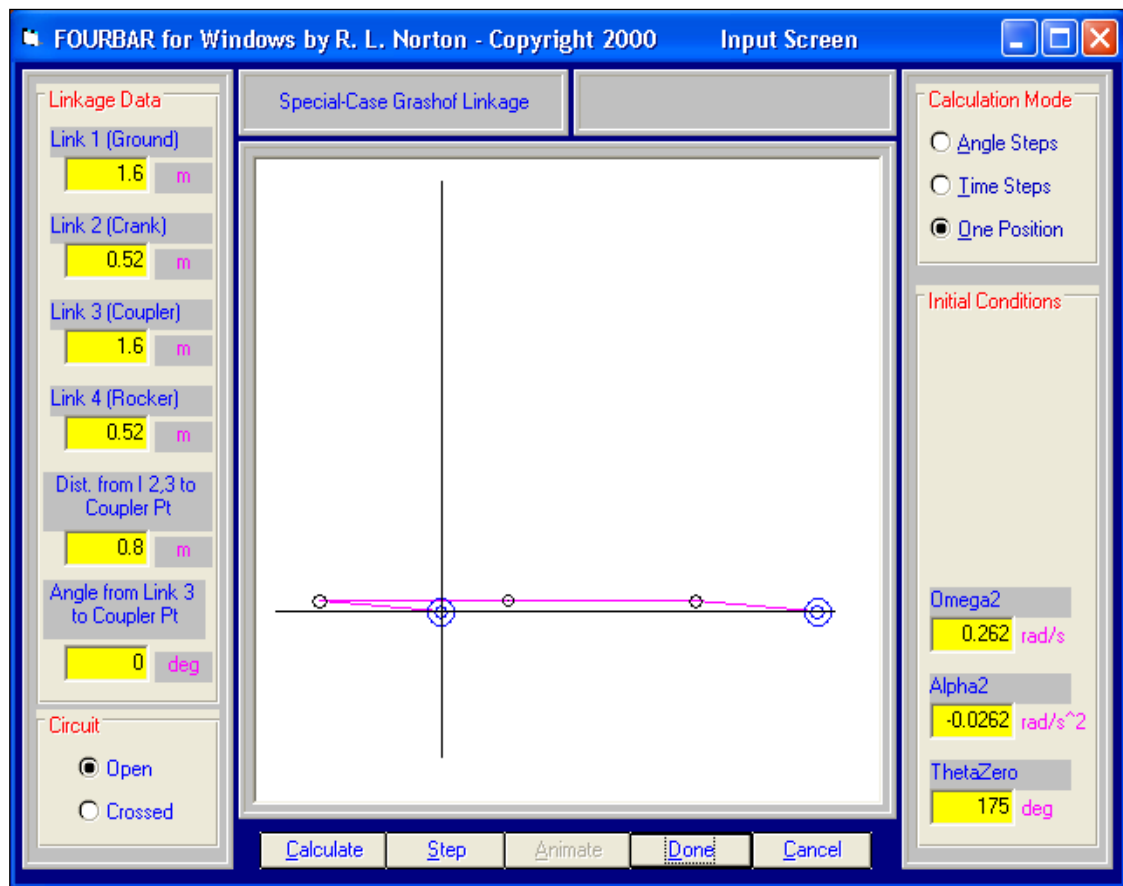 FOURBAR for Windows by R. L. Norton - Copyright 2000 Input Screen
Linkage Data
Link 1 (Ground)
1.6 m
Link 2 (Crank)
0.52 m
Link 3 (Coupler)
1.6 m
Link 4 (Rocker)
0.52 m
Dist. from I 2,3 to
Coupler Pt
0.8 m
Angle from Link 3
to Coupler Pt
0 deg
Circuit
Open
Crossed
Special-Case Grashof Linkage
Calculate Step Animate Done Cancel
Calculation Mode
Angle Steps
Time Steps
One Position
Initial Conditions
Omega2
0.262 rad/s
Alpha2
-0.0262 rad/s^2
ThetaZero
175 deg